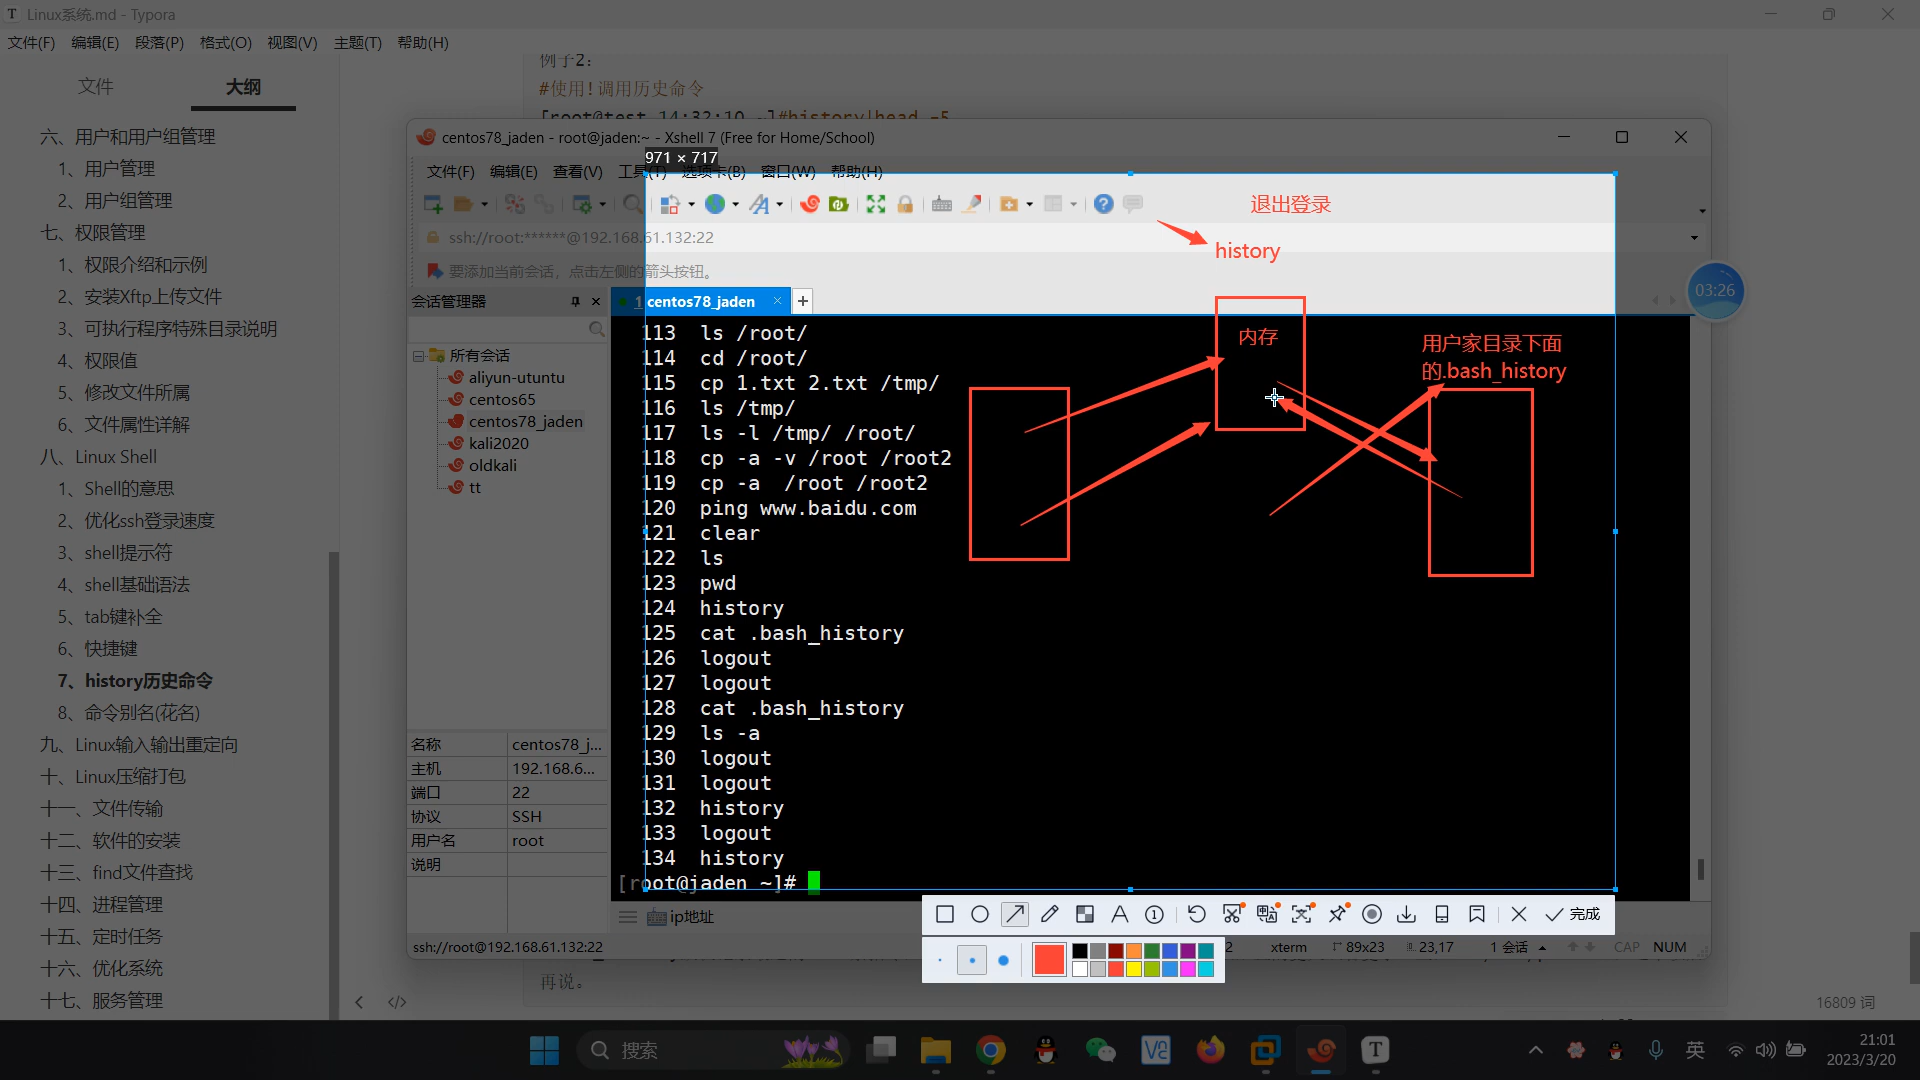 Linux系统.md - Typora
文件(F) 编辑(E) 段落(P) 格式(O) 视图(V) 主题(T) 帮助(H)
文件 大纲
六、用户和用户组管理
1、用户管理
2、用户组管理
七、权限管理
1、权限介绍和示例
2、安装Xftp上传文件
3、可执行程序特殊目录说明
4、权限值
5、修改文件所属
6、文件属性详解
八、Linux Shell
1、Shell的意思
2、优化ssh登录速度
3、shell提示符
4、shell基础语法
5、tab键补全
6、快捷键
7、history历史命令
8、命令别名(花名)
九、Linux输入输出重定向
十、Linux压缩打包
十一、文件传输
十二、软件的安装
十三、find文件查找
十四、进程管理
十五、定时任务
十六、优化系统
十七、服务管理
例子2：
#使用!调用历史命令
[root@test 14:32:10 ~]#history|head -5
centos78_jaden - root@jaden:~ - Xshell 7 (Free for Home/School)
971 × 717
文件(F) 编辑(E) 查看(V) 工具(T) 选项卡(B) 窗口(W) 帮助(H)
ssh://root:******@192.168.61.132:22
要添加当前会话，点击左侧的箭头按钮。
会话管理器
1 centos78_jaden
所有会话
aliyun-utuntu
centos65
centos78_jaden
kali2020
oldkali
tt
名称 centos78_j...
主机 192.168.6...
端口 22
协议 SSH
用户名 root
说明
退出登录
history
内存
用户家目录下面
的.bash_history
03:26
113 ls /root/
114 cd /root/
115 cp 1.txt 2.txt /tmp/
116 ls /tmp/
117 ls -l /tmp/ /root/
118 cp -a -v /root /root2
119 cp -a  /root /root2
120 ping www.baidu.com
121 clear
122 ls
123 pwd
124 history
125 cat .bash_history
126 logout
127 logout
128 cat .bash_history
129 ls -a
130 logout
131 logout
132 history
133 logout
134 history
[root@jaden ~]#
ip地址
完成
ssh://root@192.168.61.132:22
xterm 89x23 23,17 1 会话 CAP NUM
再说。
16809 词
搜索
英
21:01
2023/3/20